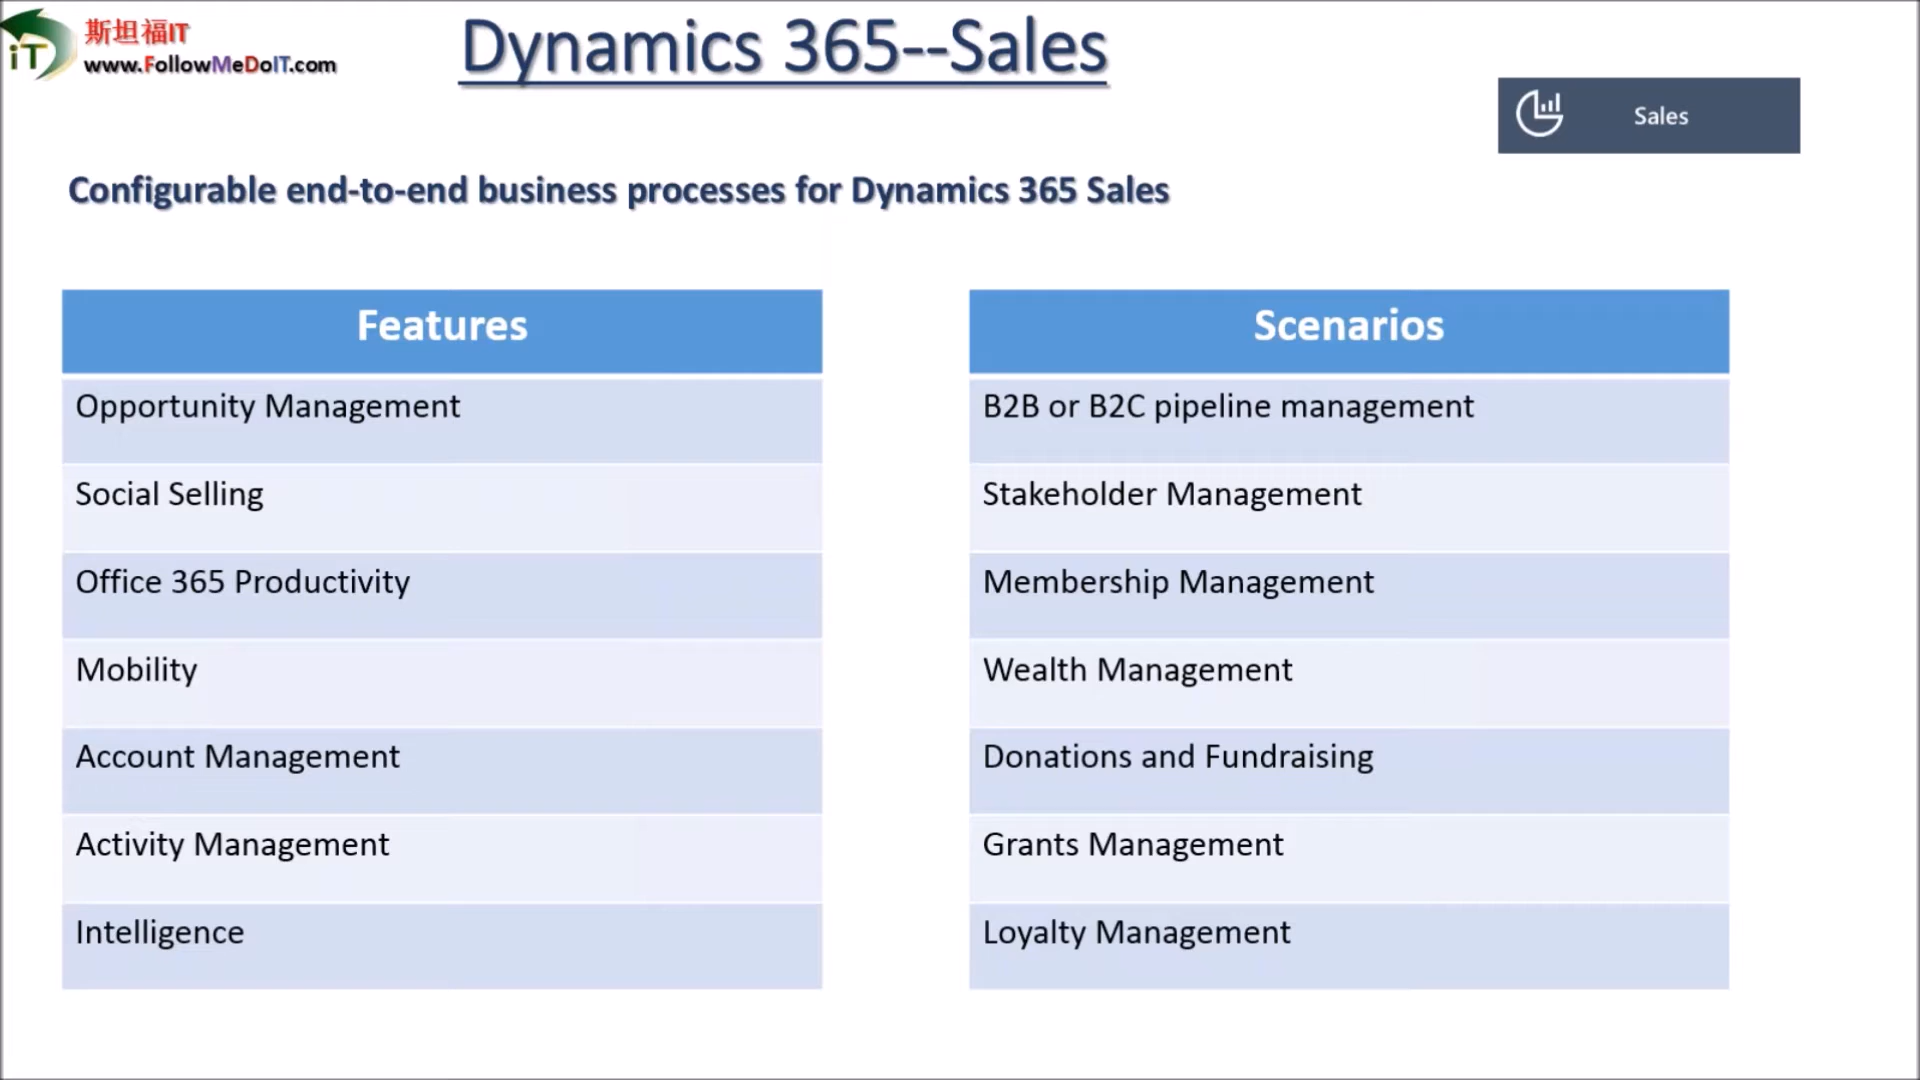 斯坦福IT
www.FollowMeDoIT.com
Dynamics 365--Sales
Sales
Configurable end-to-end business processes for Dynamics 365 Sales
Features
Opportunity Management
Social Selling
Office 365 Productivity
Mobility
Account Management
Activity Management
Intelligence
Scenarios
B2B or B2C pipeline management
Stakeholder Management
Membership Management
Wealth Management
Donations and Fundraising
Grants Management
Loyalty Management
iT